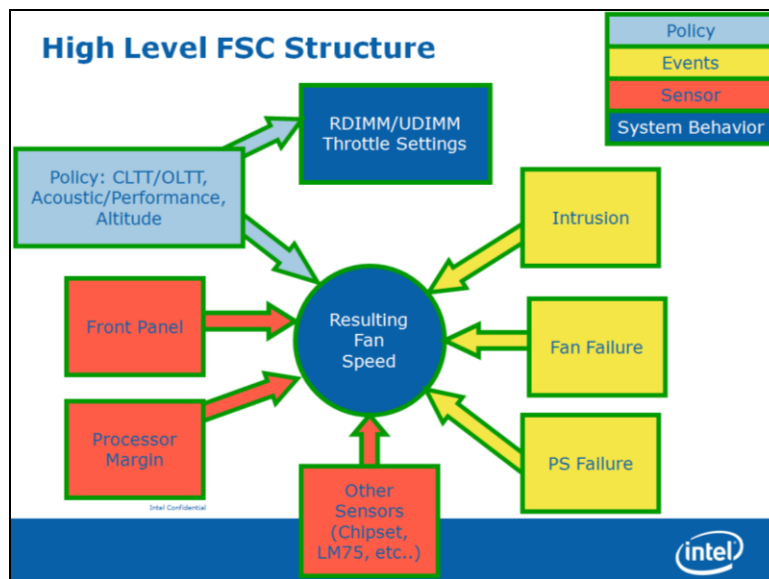 High Level FSC Structure
Policy
Events
Sensor
System Behavior
RDIMM/UDIMM
Throttle Settings
Policy: CLTT/OLTT,
Acoustic/Performance,
Altitude
Intrusion
Front Panel
Resulting
Fan
Speed
Fan Failure
Processor
Margin
PS Failure
Other
Sensors
(Chipset,
LM75, etc..)
Intel Confidential
intel